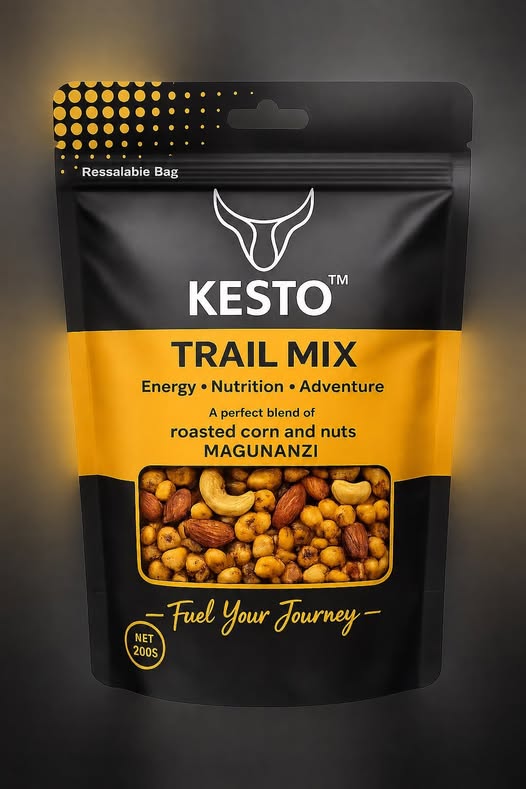 Ressalable Bag
KESTO™
TRAIL MIX
Energy • Nutrition • Adventure
A perfect blend of
roasted corn and nuts
MAGUNANZI
– Fuel Your Journey –
NET
200S